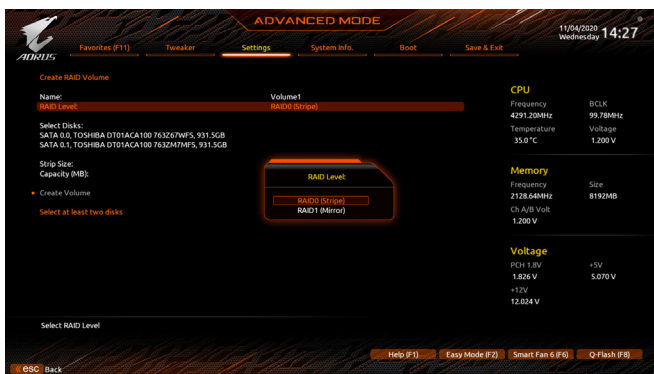 ADVANCED MODE
11/04/2020 Wednesday 14:27
AORUS
Favorites (F11) Tweaker Settings System Info. Boot Save & Exit
Create RAID Volume
Name: Volume1
RAID Level: RAID0 (Stripe)
Select Disks:
SATA 0.0, TOSHIBA DT01ACA100 763Z67WFS, 931.5GB
SATA 0.1, TOSHIBA DT01ACA100 763ZM7MFS, 931.5GB
Strip Size:
Capacity (MB):
Create Volume
Select at least two disks
RAID Level:
RAID0 (Stripe)
RAID1 (Mirror)
CPU
Frequency BCLK
4291.20MHz 99.78MHz
Temperature Voltage
35.0 °C 1.200 V
Memory
Frequency Size
2128.64MHz 8192MB
Ch A/B Volt
1.200 V
Voltage
PCH 1.8V +5V
1.826 V 5.070 V
+12V
12.024 V
Select RAID Level
Help (F1) Easy Mode (F2) Smart Fan 6 (F6) Q-Flash (F8)
esc Back